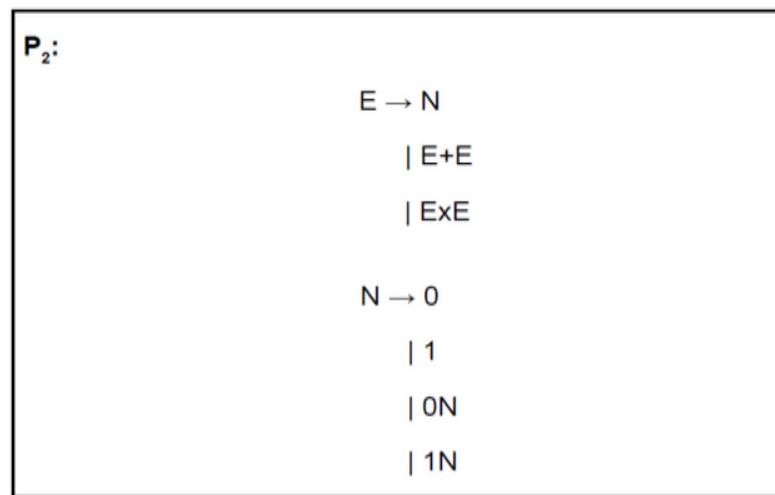 P₂:
E → N
| E+E
| ExE
N → 0
| 1
| 0N
| 1N